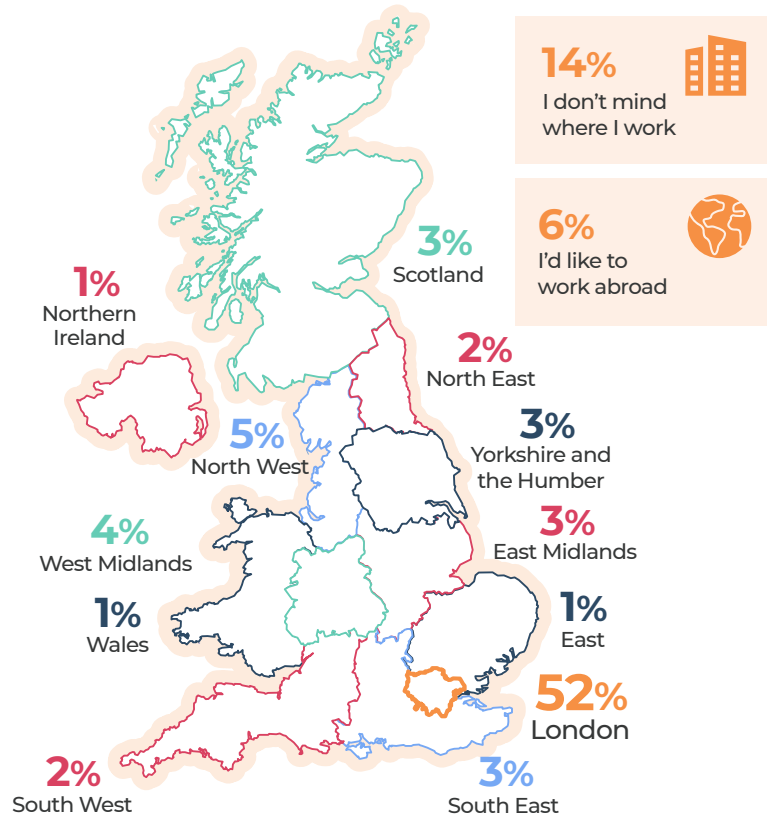 14%
I don’t mind
where I work
6%
I’d like to
work abroad
3%
Scotland
1%
Northern
Ireland
2%
North East
5%
North West
3%
Yorkshire and
the Humber
4%
West Midlands
3%
East Midlands
1%
Wales
1%
East
52%
London
2%
South West
3%
South East